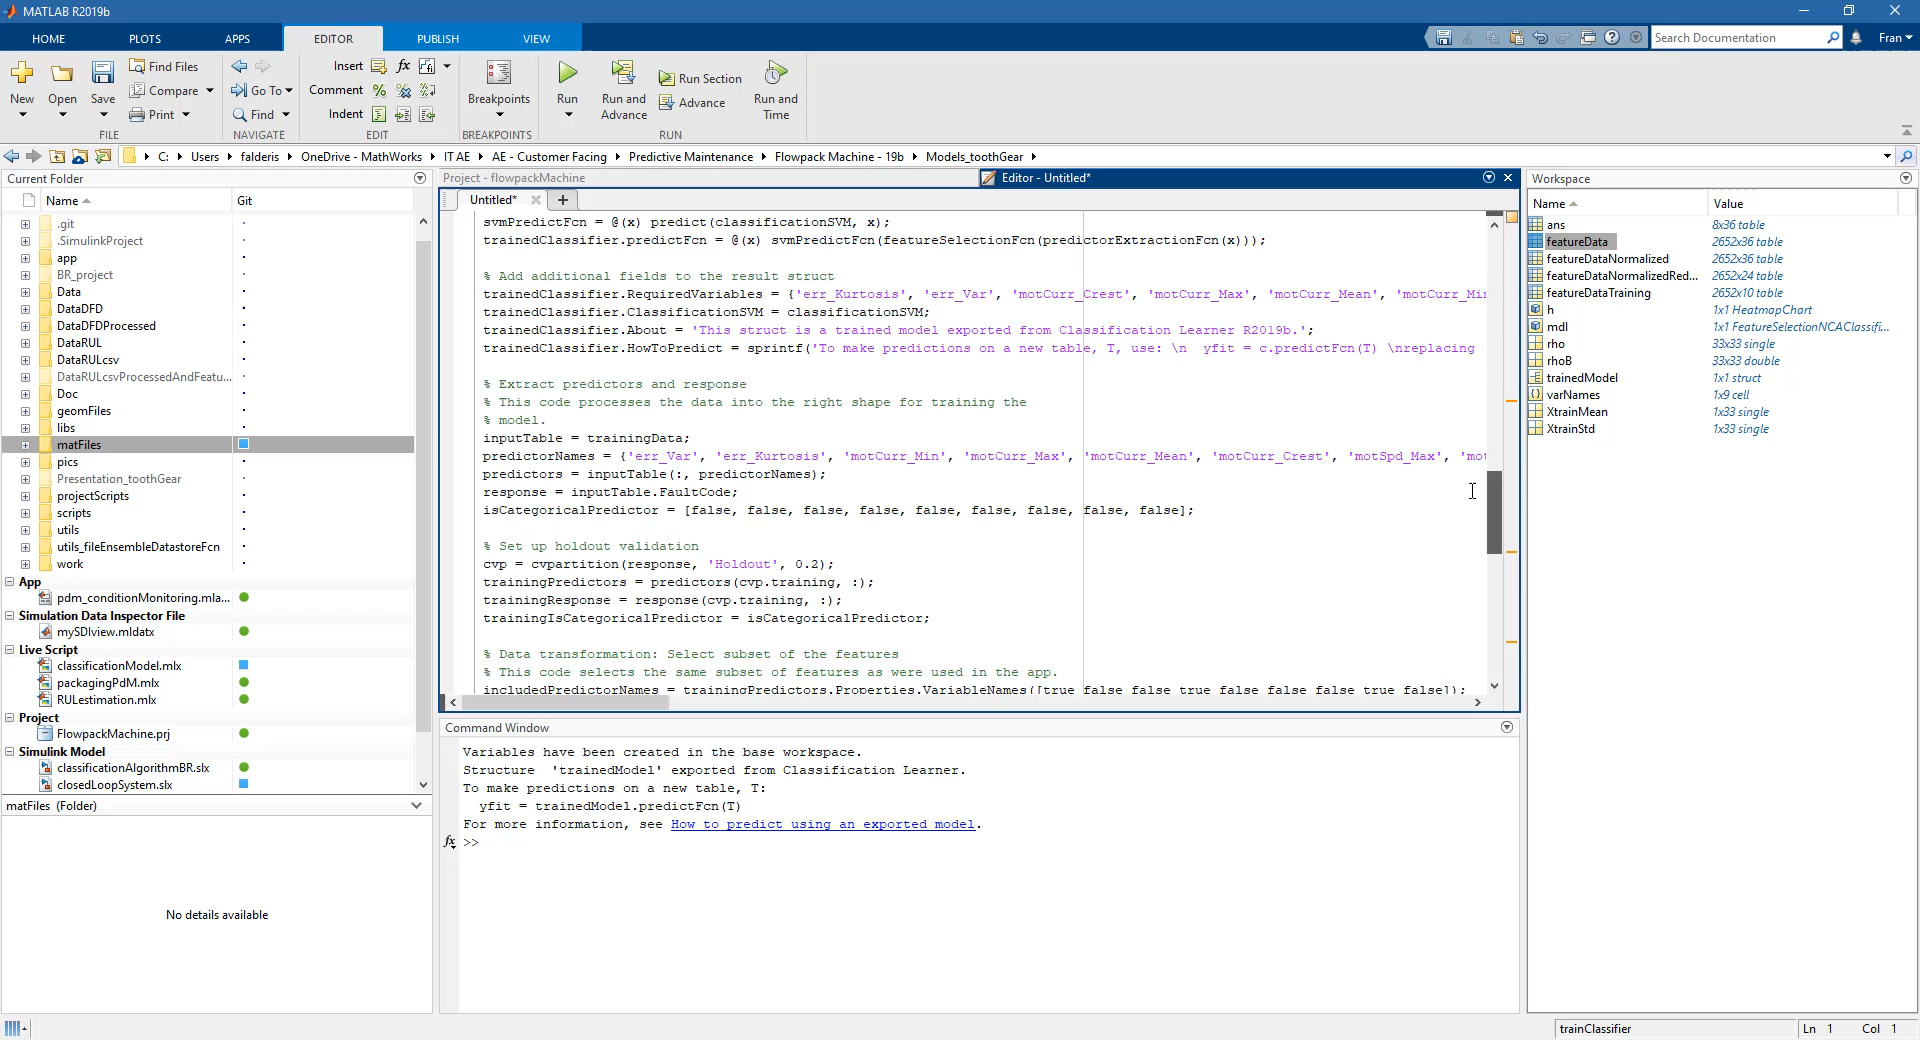 MATLAB R2019b
HOME PLOTS APPS EDITOR PUBLISH VIEW
Search Documentation
Fran
New
Open
Save
Find Files
Compare
Print
FILE
Go To
Find
NAVIGATE
Insert
Comment
Indent
fx
EDIT
Breakpoints
BREAKPOINTS
Run
Run and Advance
Run Section
Advance
Run and Time
RUN
C: Users falderis OneDrive - MathWorks IT AE AE - Customer Facing Predictive Maintenance Flowpack Machine - 19b Models_toothGear
Current Folder
Name Git
.git
.SimulinkProject
app
BR_project
Data
DataDFD
DataDFDProcessed
DataRUL
DataRULcsv
DataRULcsvProcessedAndFeatu...
Doc
geomFiles
libs
matFiles
pics
Presentation_toothGear
projectScripts
scripts
utils
utils_fileEnsembleDatastoreFcn
work
App
pdm_conditionMonitoring.mla...
Simulation Data Inspector File
mySDIview.mldatx
Live Script
classificationModel.mlx
packagingPdM.mlx
RULestimation.mlx
Project
FlowpackMachine.prj
Simulink Model
classificationAlgorithmBR.slx
closedLoopSystem.slx
matFiles (Folder)
No details available
Project - flowpackMachine
Editor - Untitled*
Untitled*
svmPredictFcn = @(x) predict(classificationSVM, x);
trainedClassifier.predictFcn = @(x) svmPredictFcn(featureSelectionFcn(predictorExtractionFcn(x)));
% Add additional fields to the result struct
trainedClassifier.RequiredVariables = {'err_Kurtosis', 'err_Var', 'motCurr_Crest', 'motCurr_Max', 'motCurr_Mean', 'motCurr_Min
trainedClassifier.ClassificationSVM = classificationSVM;
trainedClassifier.About = 'This struct is a trained model exported from Classification Learner R2019b.';
trainedClassifier.HowToPredict = sprintf('To make predictions on a new table, T, use: \n  yfit = c.predictFcn(T) \nreplacing
% Extract predictors and response
% This code processes the data into the right shape for training the
% model.
inputTable = trainingData;
predictorNames = {'err_Var', 'err_Kurtosis', 'motCurr_Min', 'motCurr_Max', 'motCurr_Mean', 'motCurr_Crest', 'motSpd_Max', 'mot
predictors = inputTable(:, predictorNames);
response = inputTable.FaultCode;
isCategoricalPredictor = [false, false, false, false, false, false, false, false, false];
% Set up holdout validation
cvp = cvpartition(response, 'Holdout', 0.2);
trainingPredictors = predictors(cvp.training, :);
trainingResponse = response(cvp.training, :);
trainingIsCategoricalPredictor = isCategoricalPredictor;
% Data transformation: Select subset of the features
% This code selects the same subset of features as were used in the app.
includedPredictorNames = trainingPredictors.Properties.VariableNames([true false false true false false false true false]);
Command Window
Variables have been created in the base workspace.
Structure  'trainedModel' exported from Classification Learner.
To make predictions on a new table, T:
yfit = trainedModel.predictFcn(T)
For more information, see How to predict using an exported model.
fx >>
Workspace
Name Value
ans 8x36 table
featureData 2652x36 table
featureDataNormalized 2652x36 table
featureDataNormalizedRed... 2652x24 table
featureDataTraining 2652x10 table
h 1x1 HeatmapChart
mdl 1x1 FeatureSelectionNCAClassifi...
rho 33x33 single
rhoB 33x33 double
trainedModel 1x1 struct
varNames 1x9 cell
XtrainMean 1x33 single
XtrainStd 1x33 single
trainClassifier
Ln 1 Col 1